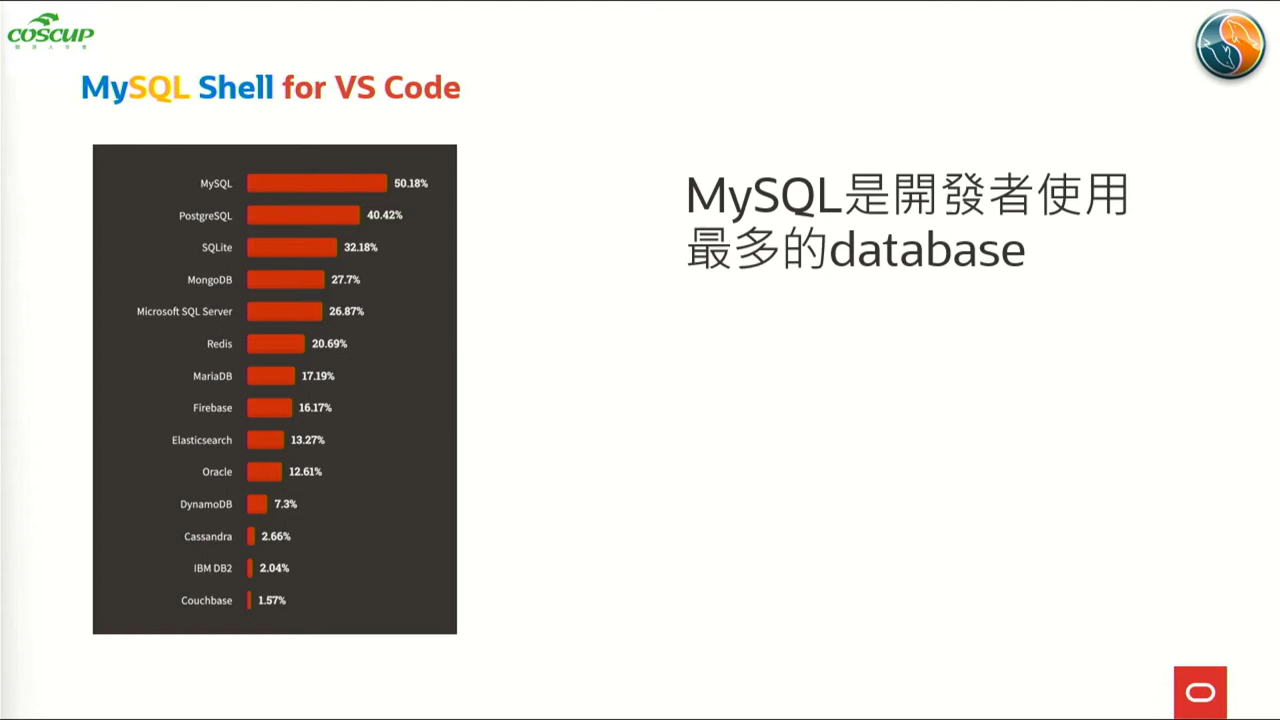 COSCUP
MySQL Shell for VS Code
MySQL 50.18%
PostgreSQL 40.42%
SQLite 32.18%
MongoDB 27.7%
Microsoft SQL Server 26.87%
Redis 20.69%
MariaDB 17.19%
Firebase 16.17%
Elasticsearch 13.27%
Oracle 12.61%
DynamoDB 7.3%
Cassandra 2.66%
IBM DB2 2.04%
Couchbase 1.57%
MySQL是開發者使用
最多的database